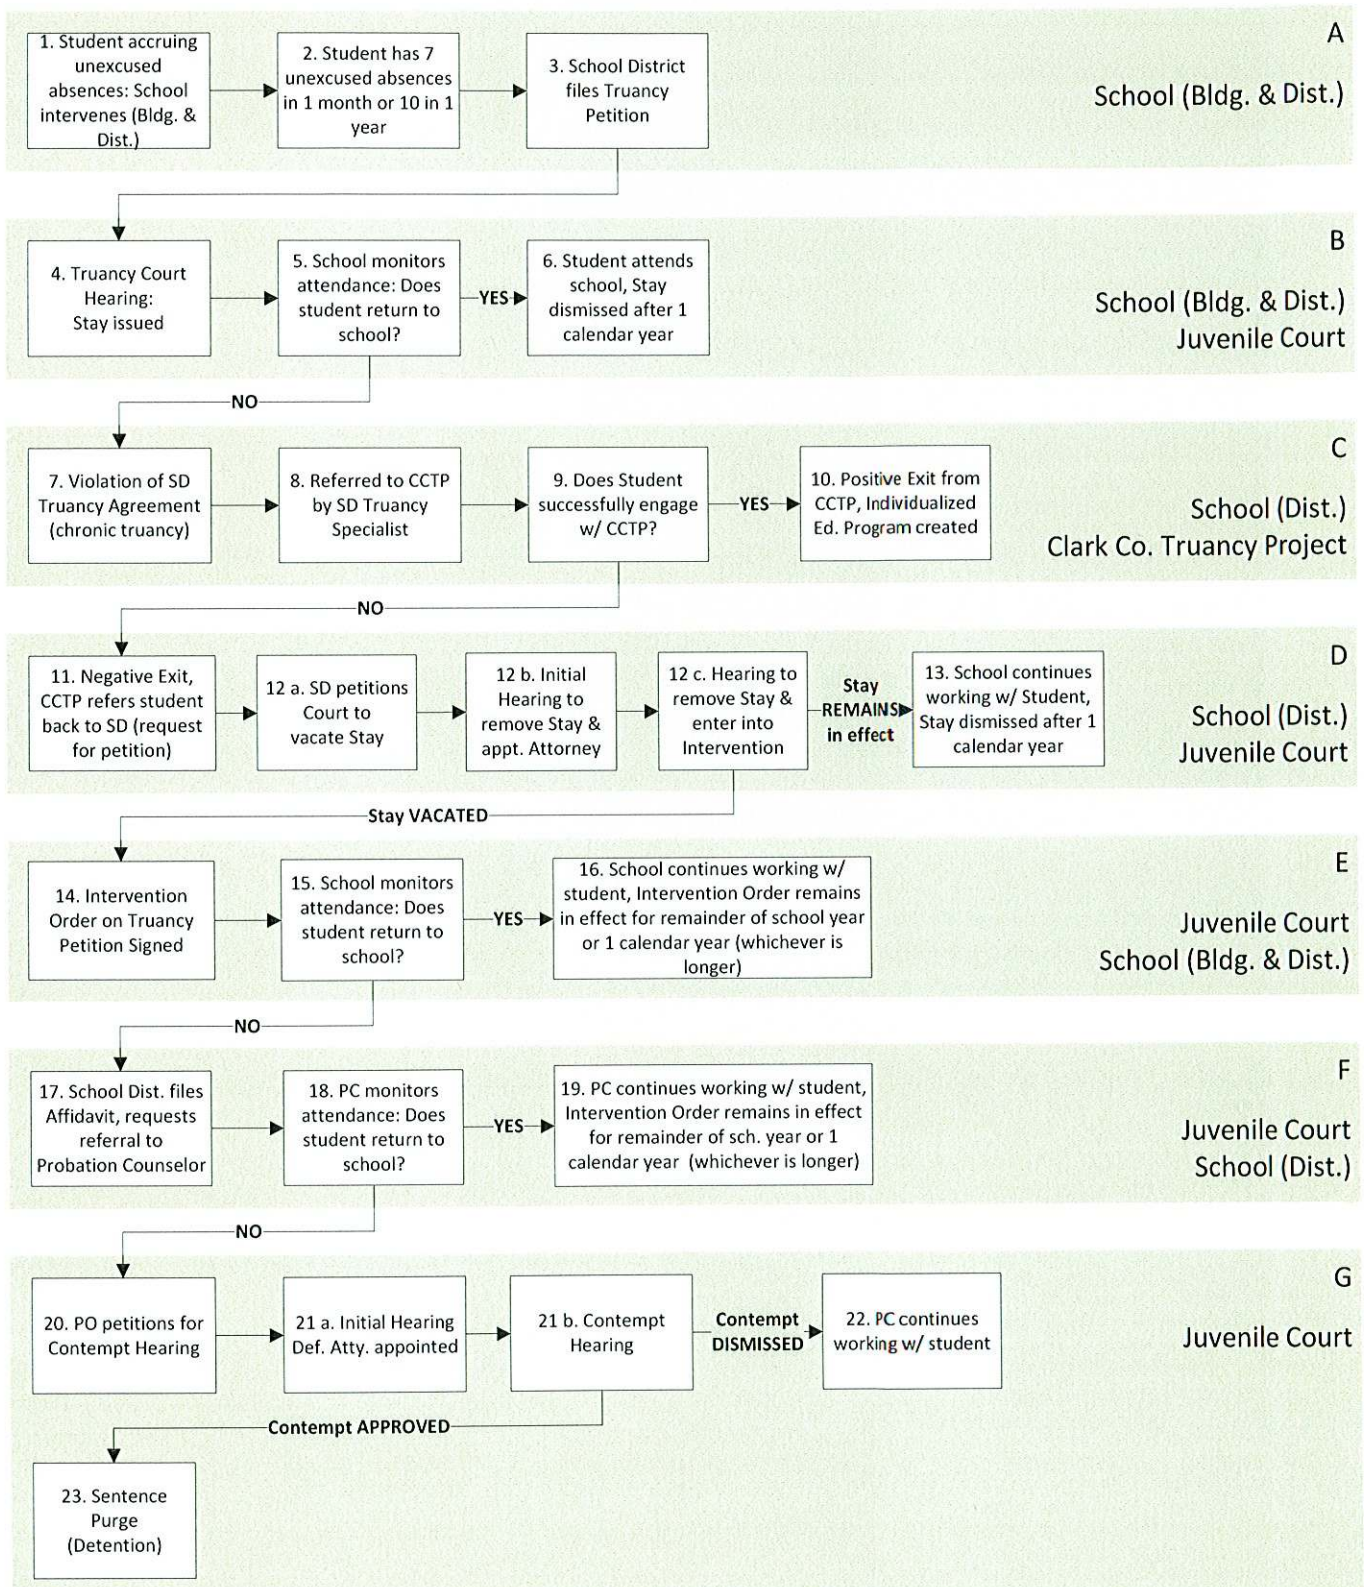 1. Student accruing
unexcused
absences: School
intervenes (Bldg. &
Dist.)
2. Student has 7
unexcused absences
in 1 month or 10 in 1
year
3. School District
files Truancy
Petition
A
School (Bldg. & Dist.)
4. Truancy Court
Hearing:
Stay issued
5. School monitors
attendance: Does
student return to
school?
YES
6. Student attends
school, Stay
dismissed after 1
calendar year
B
School (Bldg. & Dist.)
Juvenile Court
NO
7. Violation of SD
Truancy Agreement
(chronic truancy)
8. Referred to CCTP
by SD Truancy
Specialist
9. Does Student
successfully engage
w/ CCTP?
YES
10. Positive Exit from
CCTP, Individualized
Ed. Program created
C
School (Dist.)
Clark Co. Truancy Project
NO
11. Negative Exit,
CCTP refers student
back to SD (request
for petition)
12 a. SD petitions
Court to
vacate Stay
12 b. Initial
Hearing to
remove Stay &
appt. Attorney
12 c. Hearing to
remove Stay &
enter into
Intervention
Stay
REMAINS
in effect
13. School continues
working w/ Student,
Stay dismissed after 1
calendar year
D
School (Dist.)
Juvenile Court
Stay VACATED
14. Intervention
Order on Truancy
Petition Signed
15. School monitors
attendance: Does
student return to
school?
YES
16. School continues working w/
student, Intervention Order remains
in effect for remainder of school year
or 1 calendar year (whichever is
longer)
E
Juvenile Court
School (Bldg. & Dist.)
NO
17. School Dist. files
Affidavit, requests
referral to
Probation Counselor
18. PC monitors
attendance: Does
student return to
school?
YES
19. PC continues working w/ student,
Intervention Order remains in effect
for remainder of sch. year or 1
calendar year (whichever is longer)
F
Juvenile Court
School (Dist.)
NO
20. PO petitions for
Contempt Hearing
21 a. Initial Hearing
Def. Atty. appointed
21 b. Contempt
Hearing
Contempt
DISMISSED
22. PC continues
working w/ student
G
Juvenile Court
Contempt APPROVED
23. Sentence
Purge
(Detention)